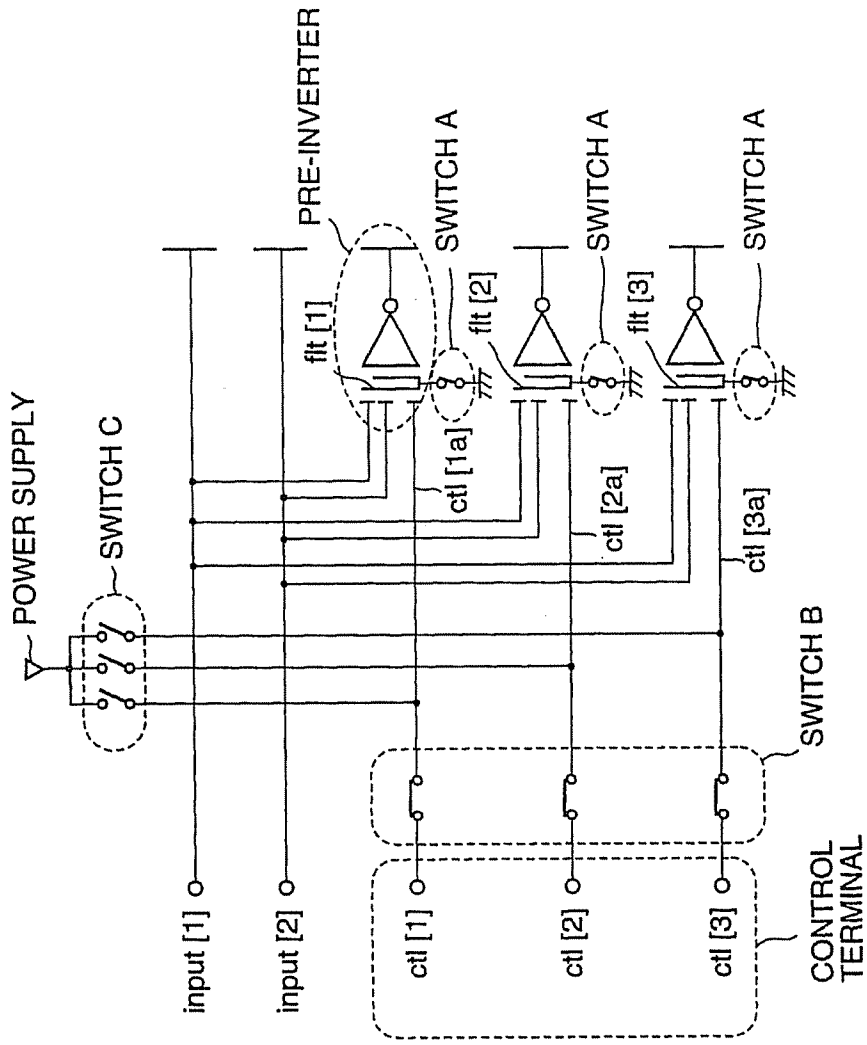 POWER SUPPLY
SWITCH C
input [1]
input [2]
PRE-INVERTER
flt [1]
SWITCH A
ctl [1a]
ctl [1]
flt [2]
SWITCH A
ctl [2a]
ctl [2]
flt [3]
SWITCH A
ctl [3a]
ctl [3]
SWITCH B
CONTROL
TERMINAL